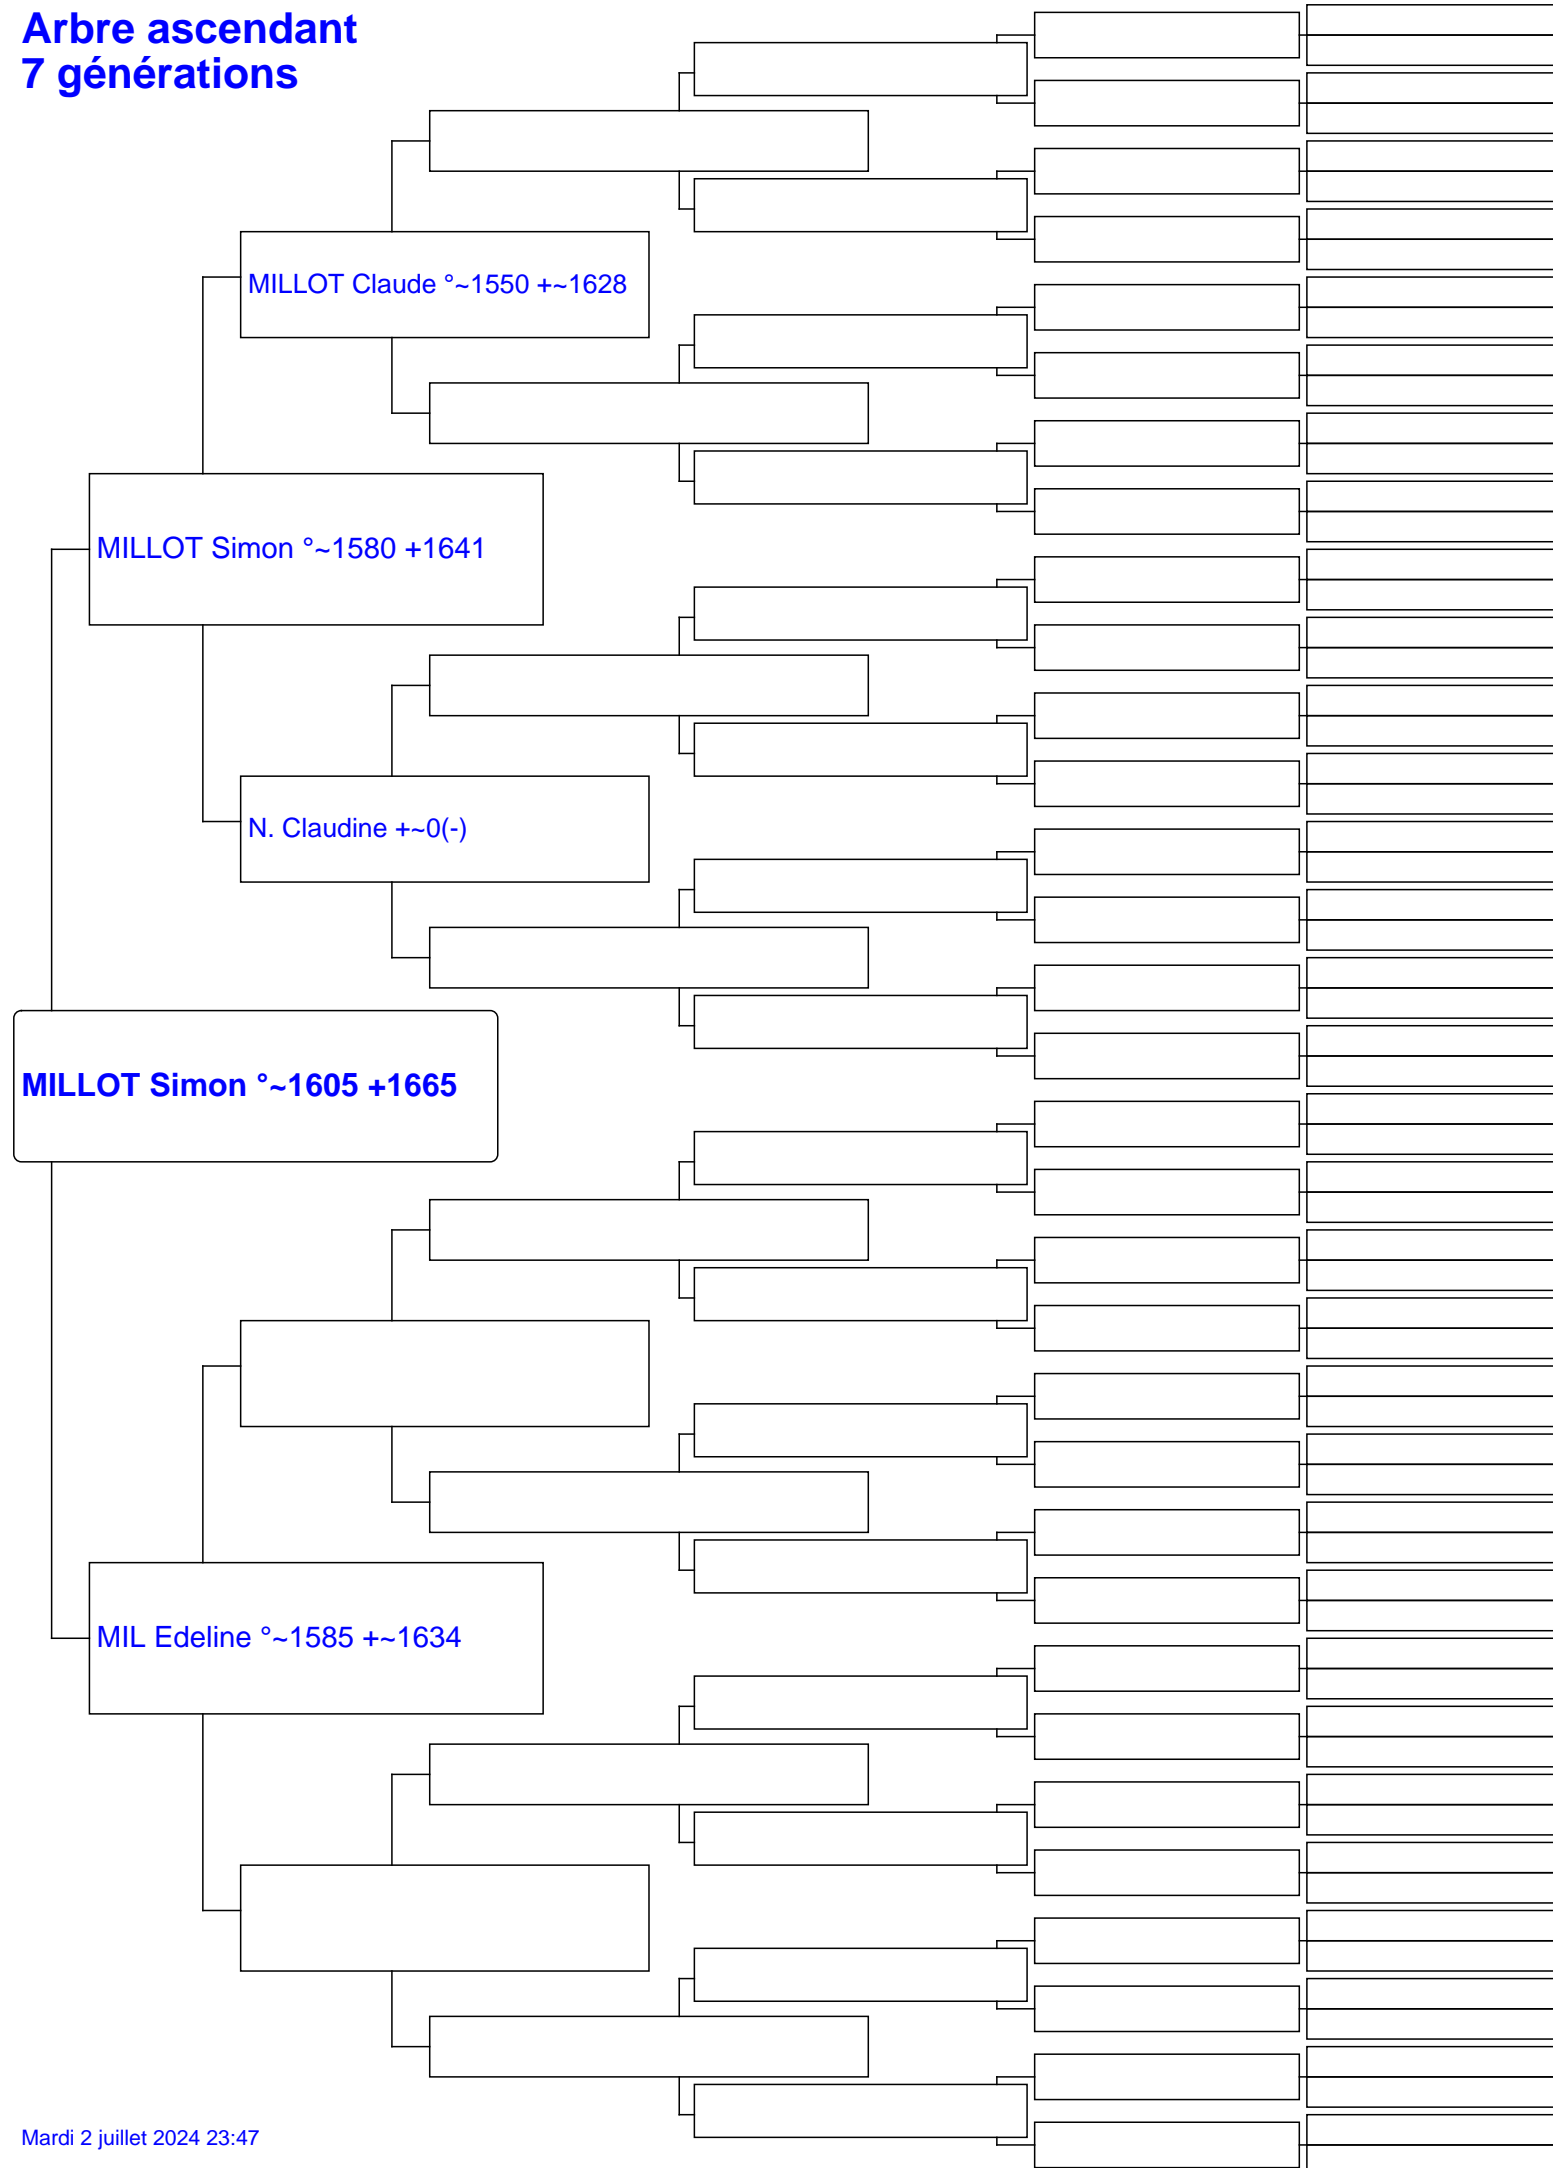 Arbre ascendant
7 générations
MILLOT Claude °~1550 +~1628
MILLOT Simon °~1580 +1641
N. Claudine +~0(-)
MILLOT Simon °~1605 +1665
MIL Edeline °~1585 +~1634
Mardi 2 juillet 2024 23:47